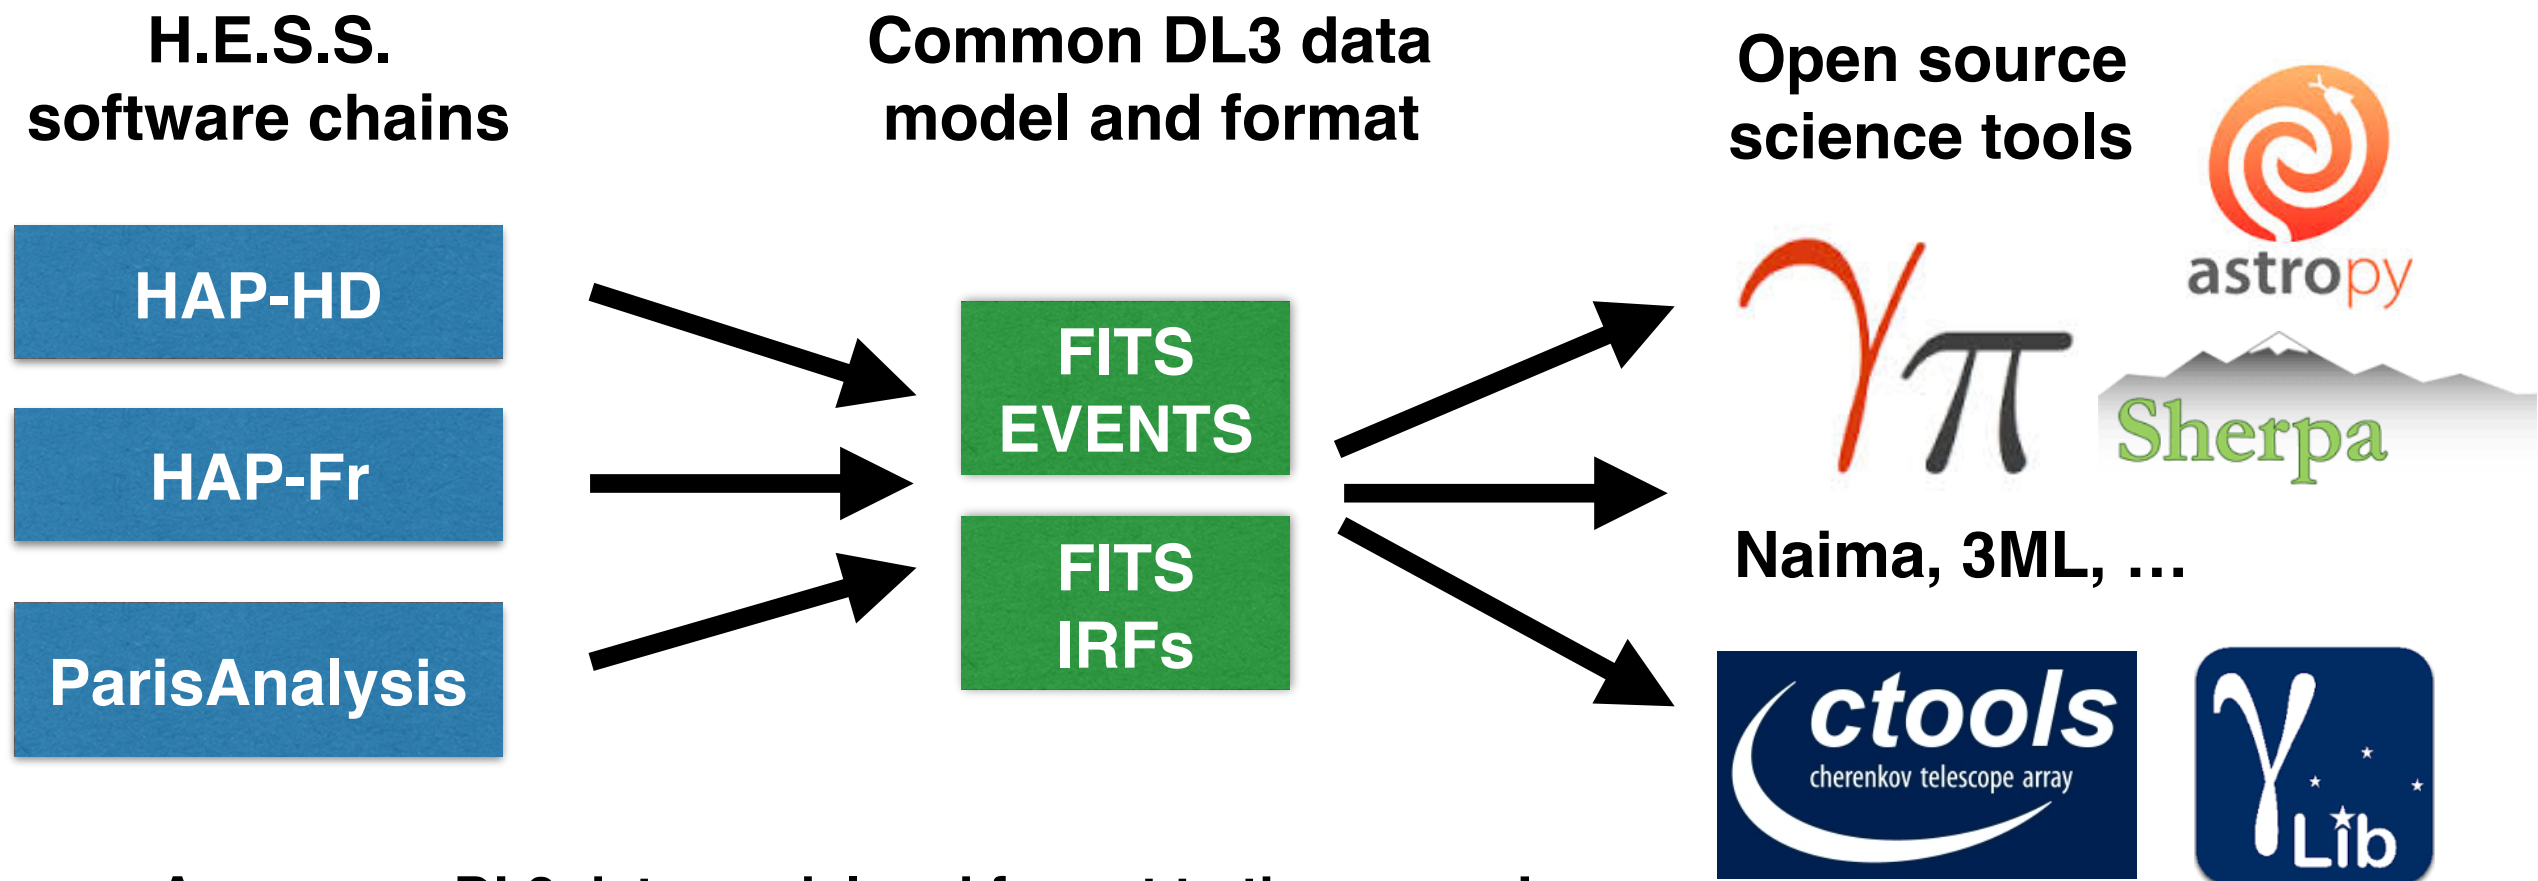 H.E.S.S.
software chains
Common DL3 data
model and format
Open source
science tools
astropy
HAP-HD
HAP-Fr
ParisAnalysis
FITS
EVENTS
FITS
IRFs
γπ
Sherpa
Naima, 3ML, …
ctools
cherenkov telescope array
γ
Lib